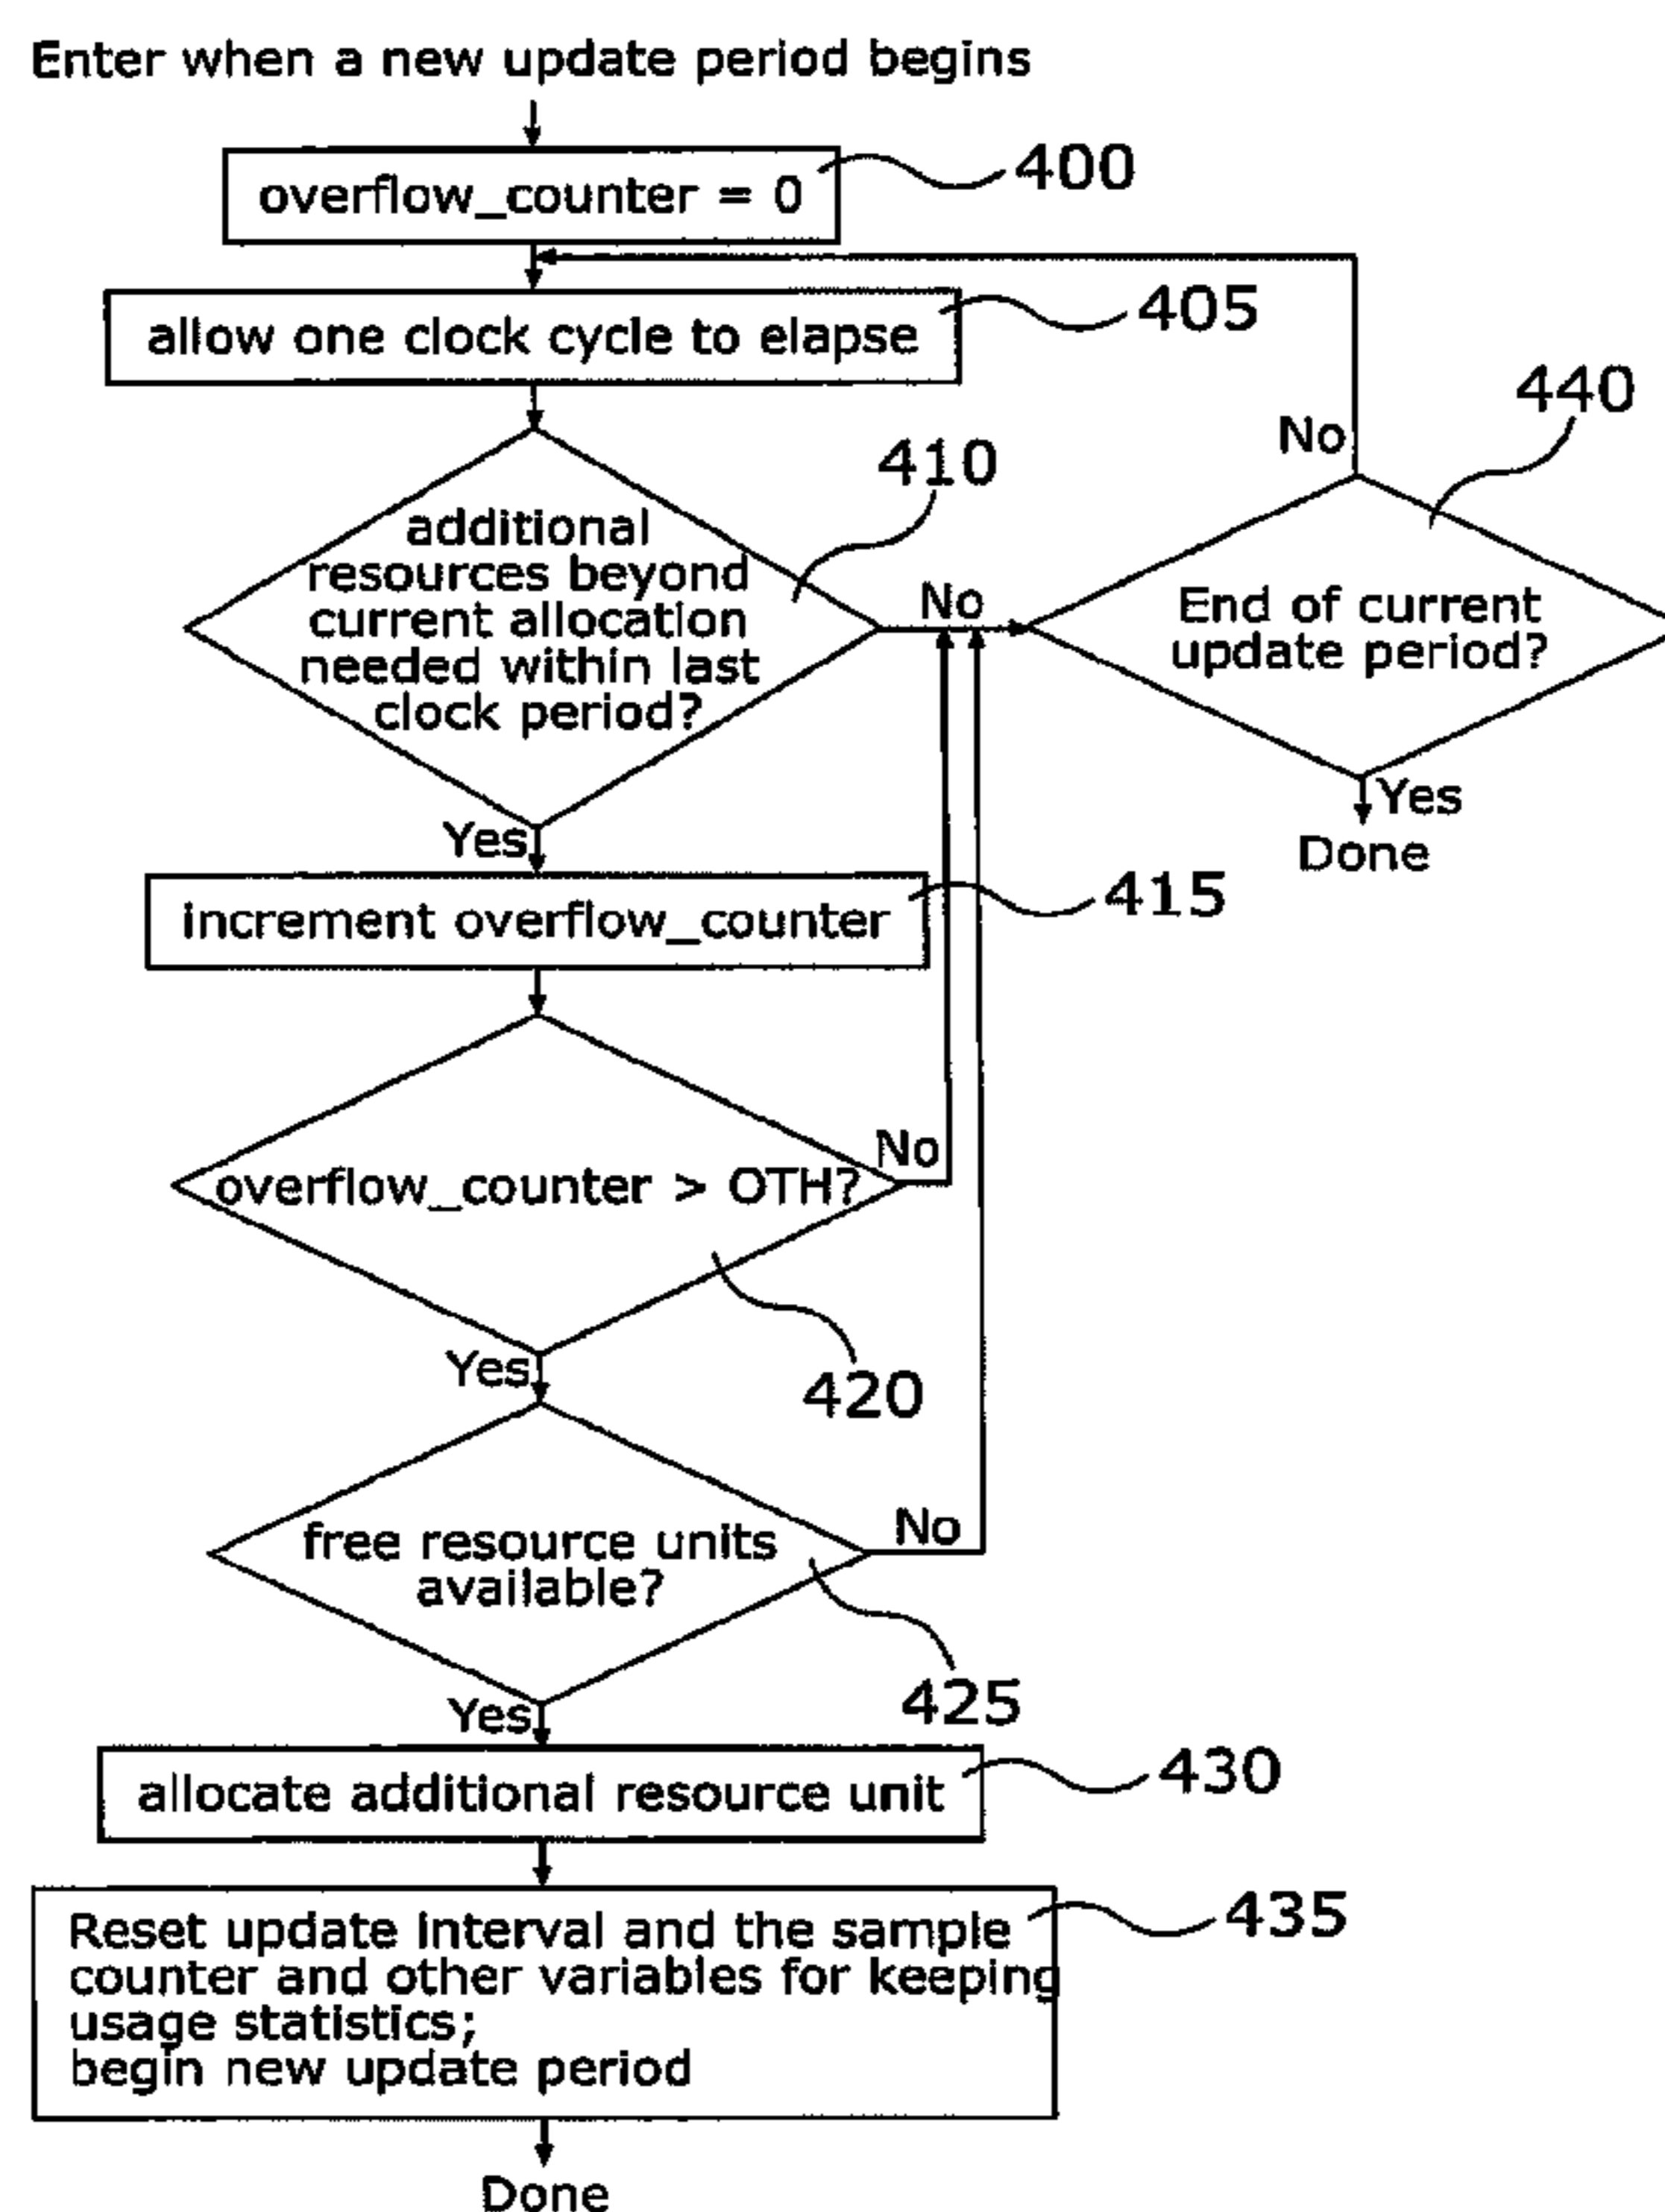 Enter when a new update period begins
overflow_counter = 0
400
allow one clock cycle to elapse
405
additional
resources beyond
current allocation
needed within last
clock period?
410
No
End of current
update period?
440
No
Yes
Done
Yes
increment overflow_counter
415
overflow_counter > OTH?
No
420
Yes
free resource units
available?
No
425
Yes
allocate additional resource unit
430
Reset update interval and the sample
counter and other variables for keeping
usage statistics;
begin new update period
435
Done